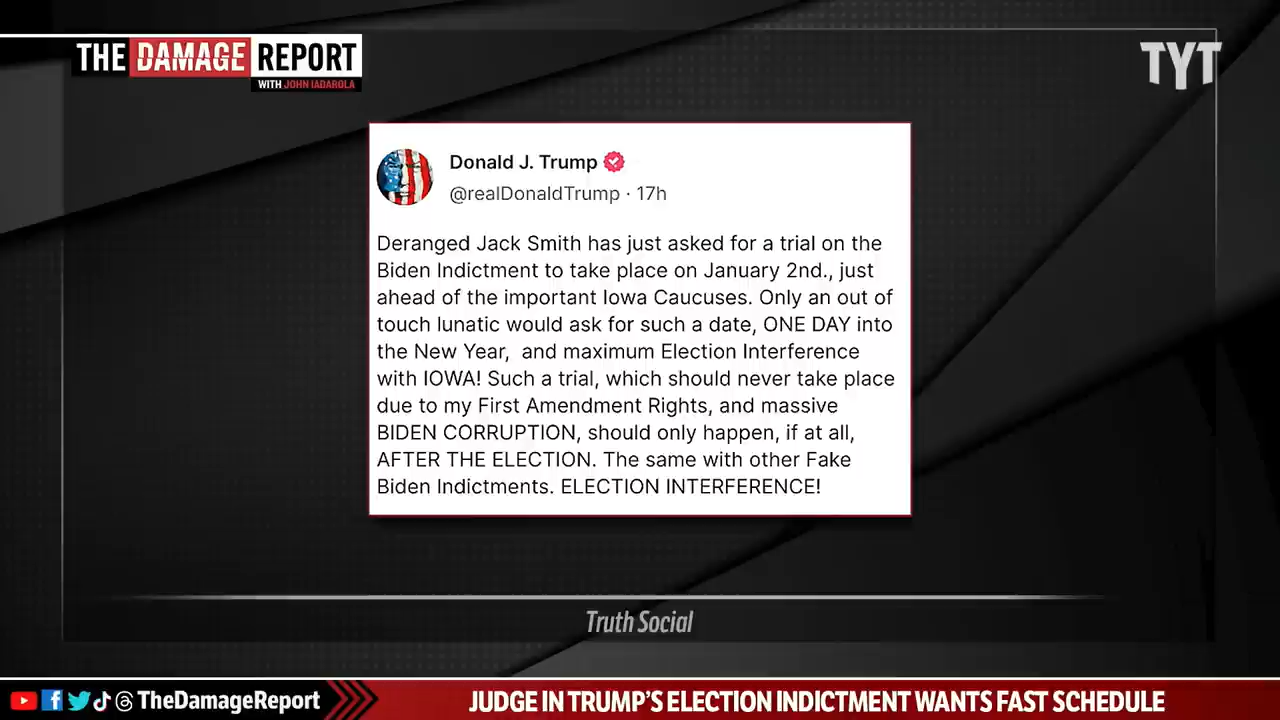 THE DAMAGE REPORT
WITH JOHN IADAROLA
TYT
Donald J. Trump
@realDonaldTrump · 17h
Deranged Jack Smith has just asked for a trial on the
Biden Indictment to take place on January 2nd., just
ahead of the important Iowa Caucuses. Only an out of
touch lunatic would ask for such a date, ONE DAY into
the New Year,  and maximum Election Interference
with IOWA! Such a trial, which should never take place
due to my First Amendment Rights, and massive
BIDEN CORRUPTION, should only happen, if at all,
AFTER THE ELECTION. The same with other Fake
Biden Indictments. ELECTION INTERFERENCE!
Truth Social
@TheDamageReport
JUDGE IN TRUMP'S ELECTION INDICTMENT WANTS FAST SCHEDULE